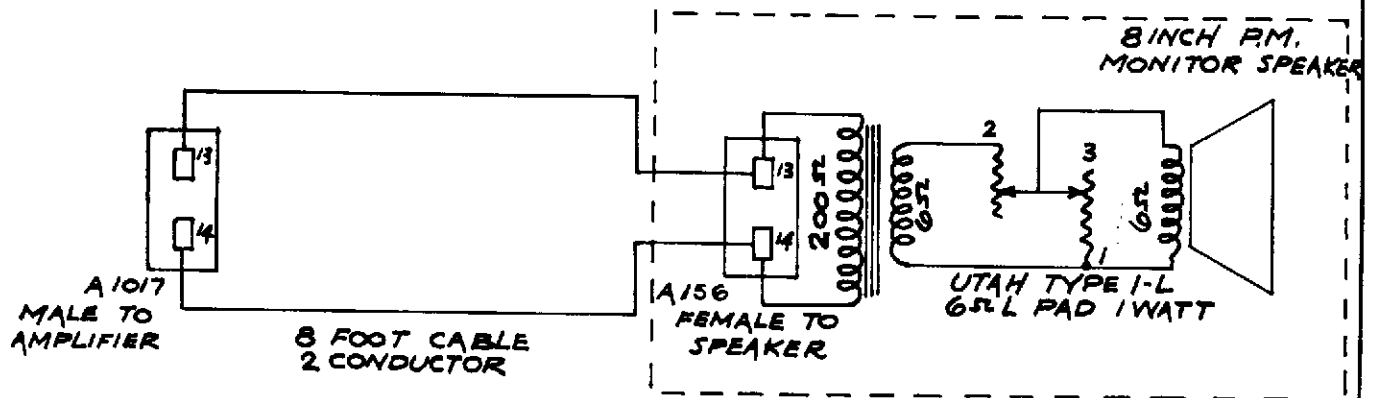 8 INCH P.M.
MONITOR SPEAKER
13
14
A 1017
MALE TO
AMPLIFIER
8 FOOT CABLE
2 CONDUCTOR
13
14
A 156
FEMALE TO
SPEAKER
200Ω
6Ω
2
3
1
6Ω
UTAH TYPE 1-L
6Ω L PAD 1 WATT